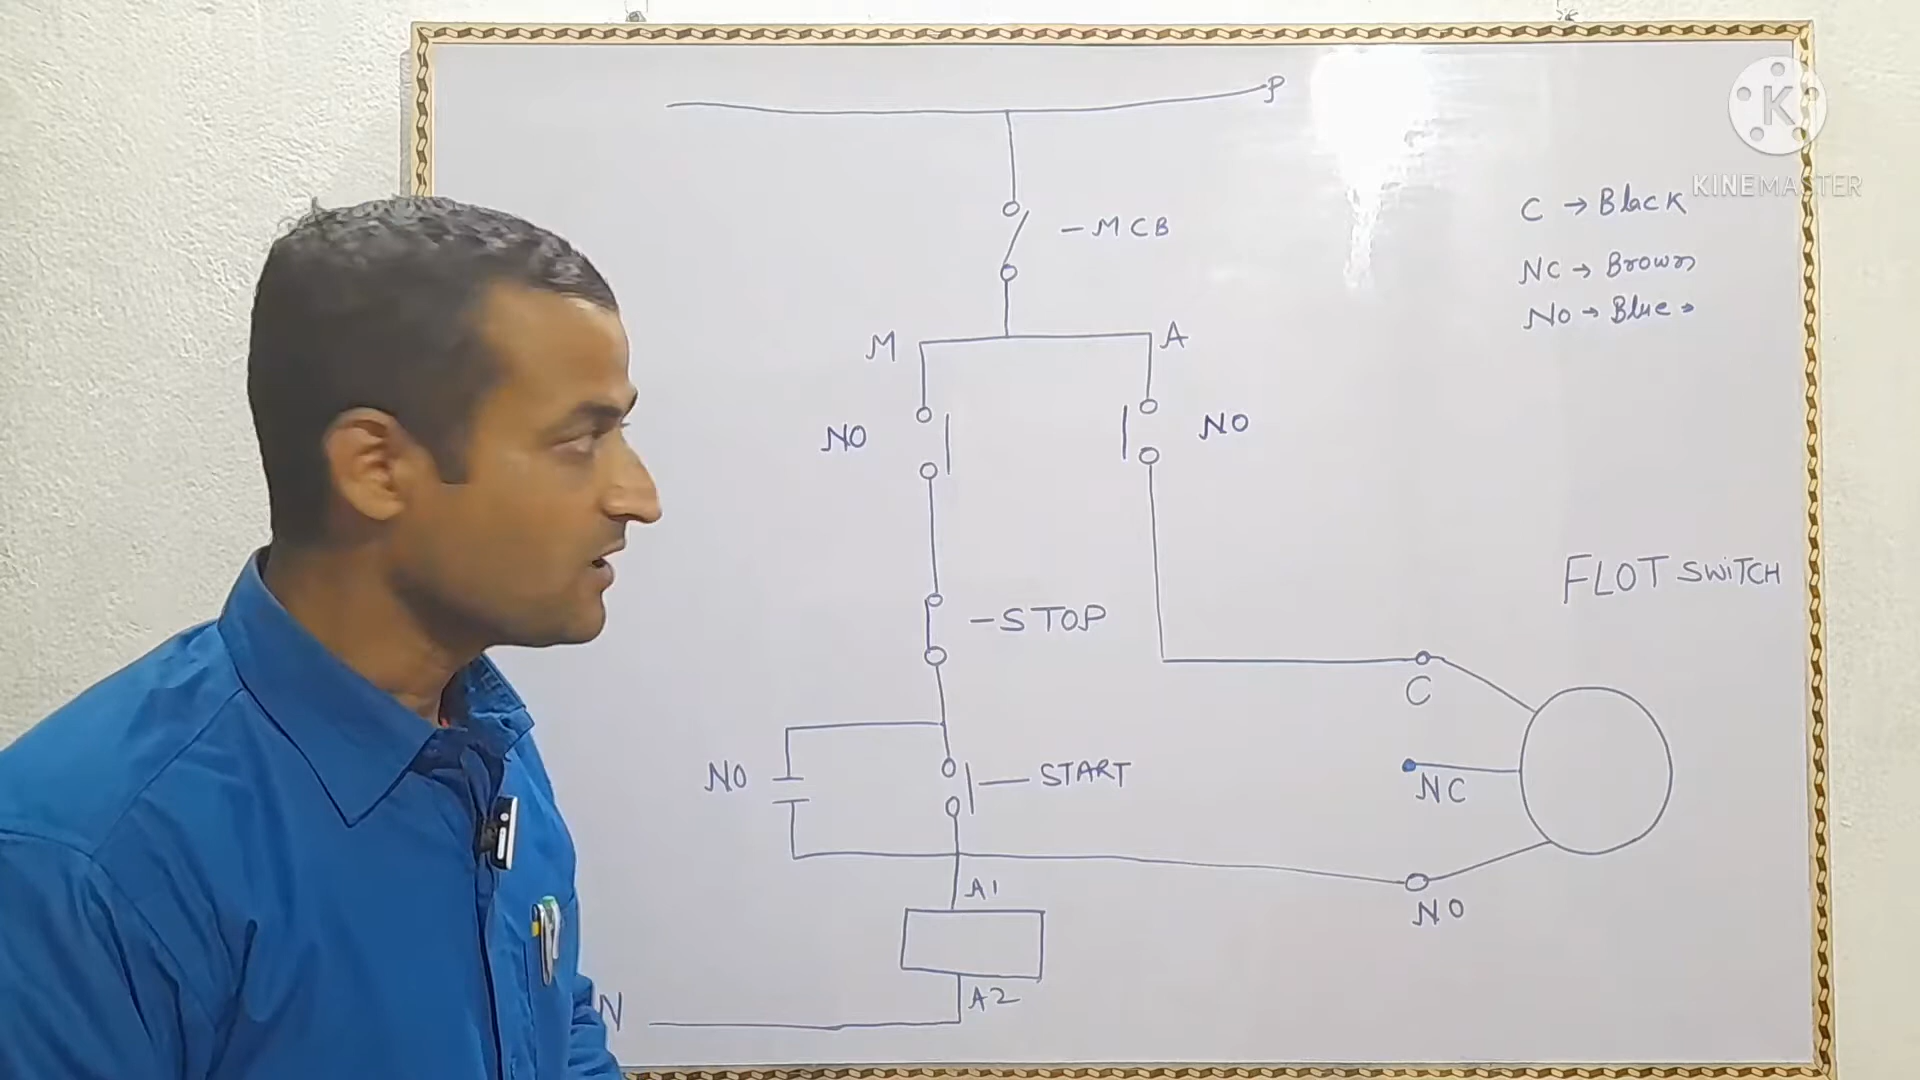 P
K
KINEMASTER
C → Black
– MCB
NC → Brown
NO → Blue →
M
A
NO
NO
FLOT SWITCH
– STOP
C
NO
START
NC
A1
NO
A2
N